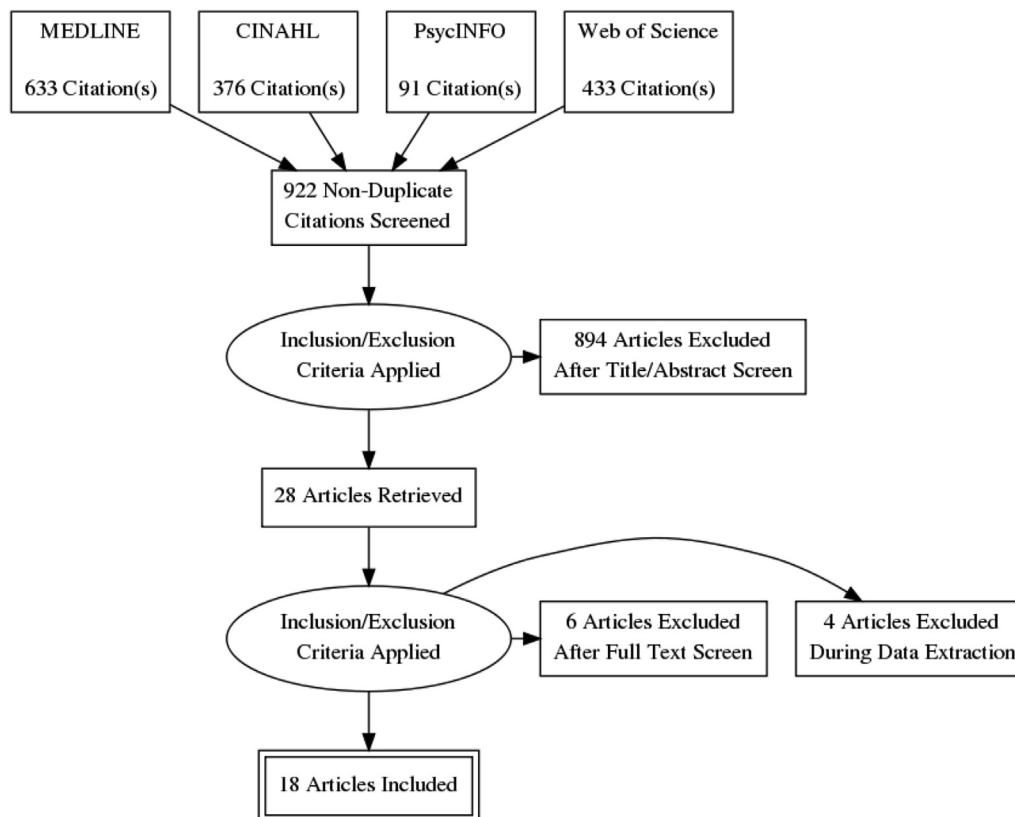 MEDLINE
633 Citation(s)
CINAHL
376 Citation(s)
PsycINFO
91 Citation(s)
Web of Science
433 Citation(s)
922 Non-Duplicate
Citations Screened
Inclusion/Exclusion
Criteria Applied
894 Articles Excluded
After Title/Abstract Screen
28 Articles Retrieved
Inclusion/Exclusion
Criteria Applied
6 Articles Excluded
After Full Text Screen
4 Articles Excluded
During Data Extraction
18 Articles Included